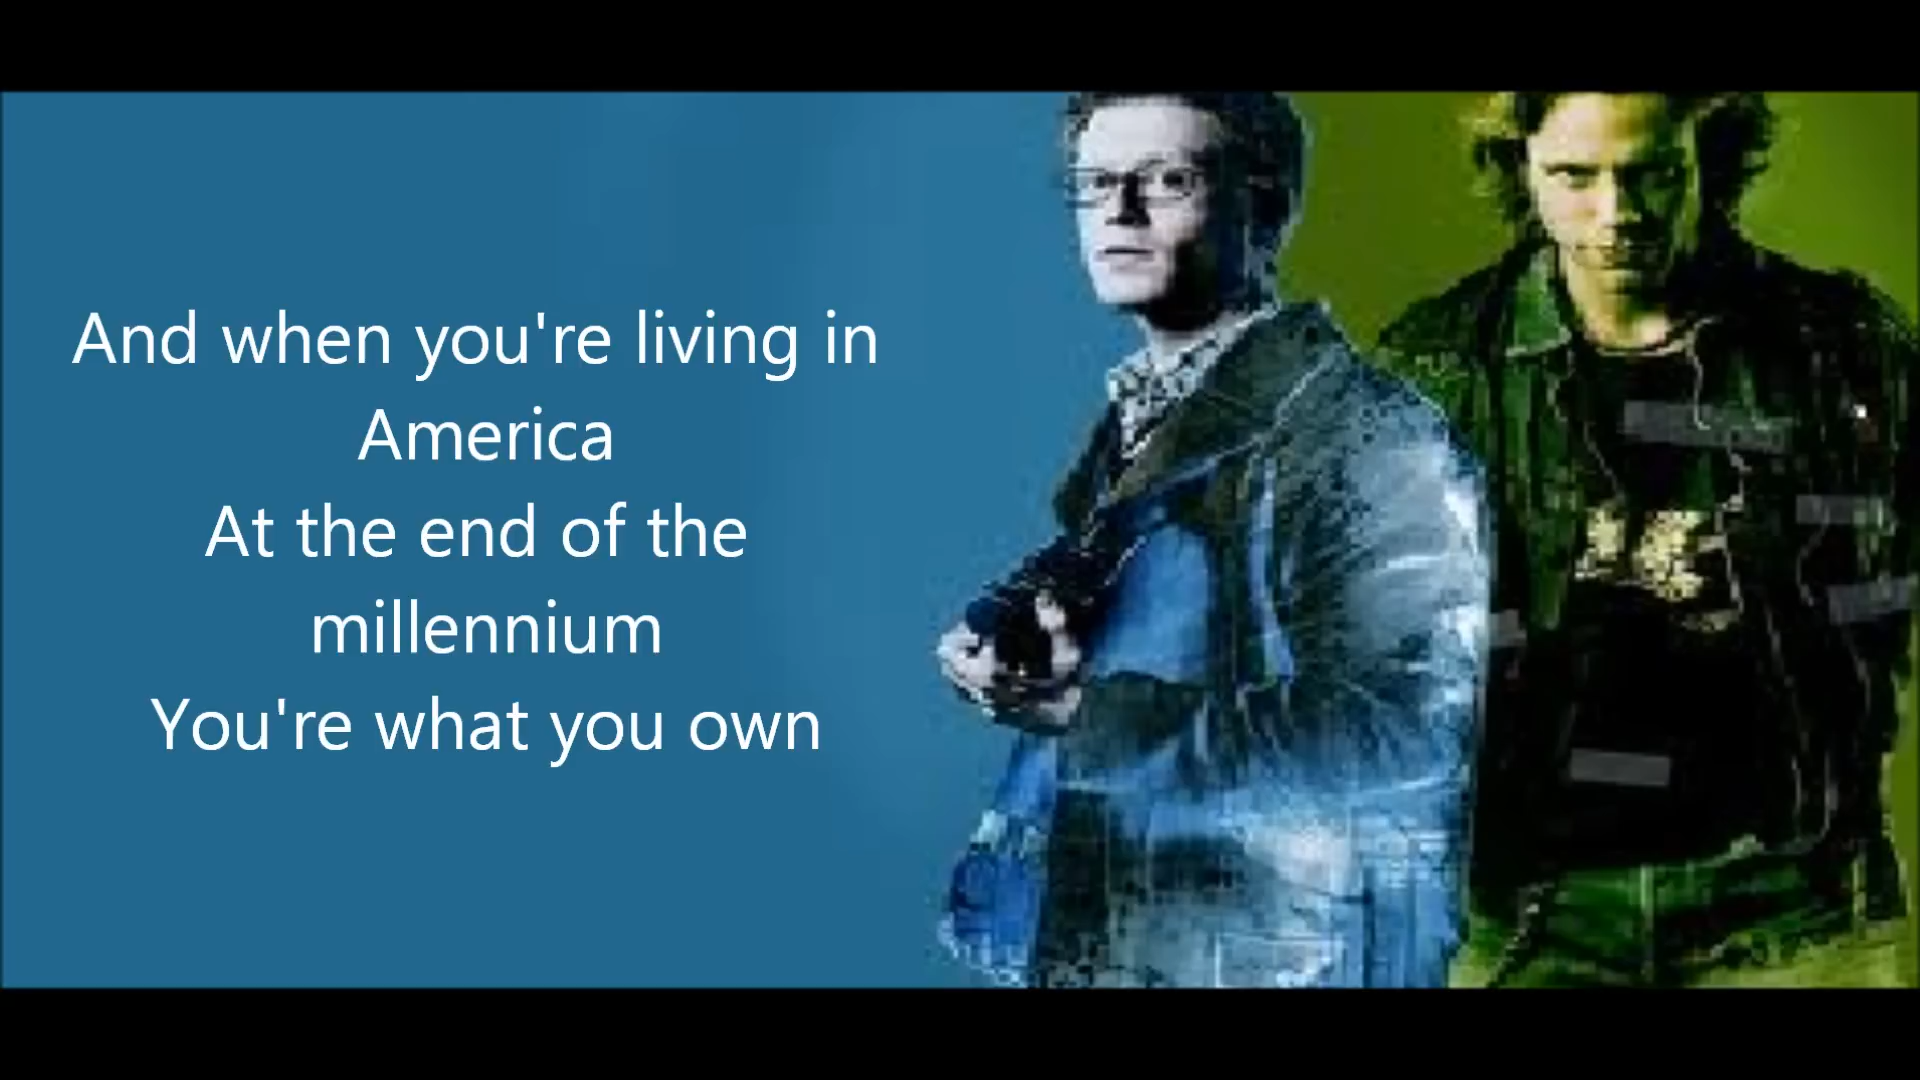 And when you're living in
America
At the end of the
millennium
You're what you own